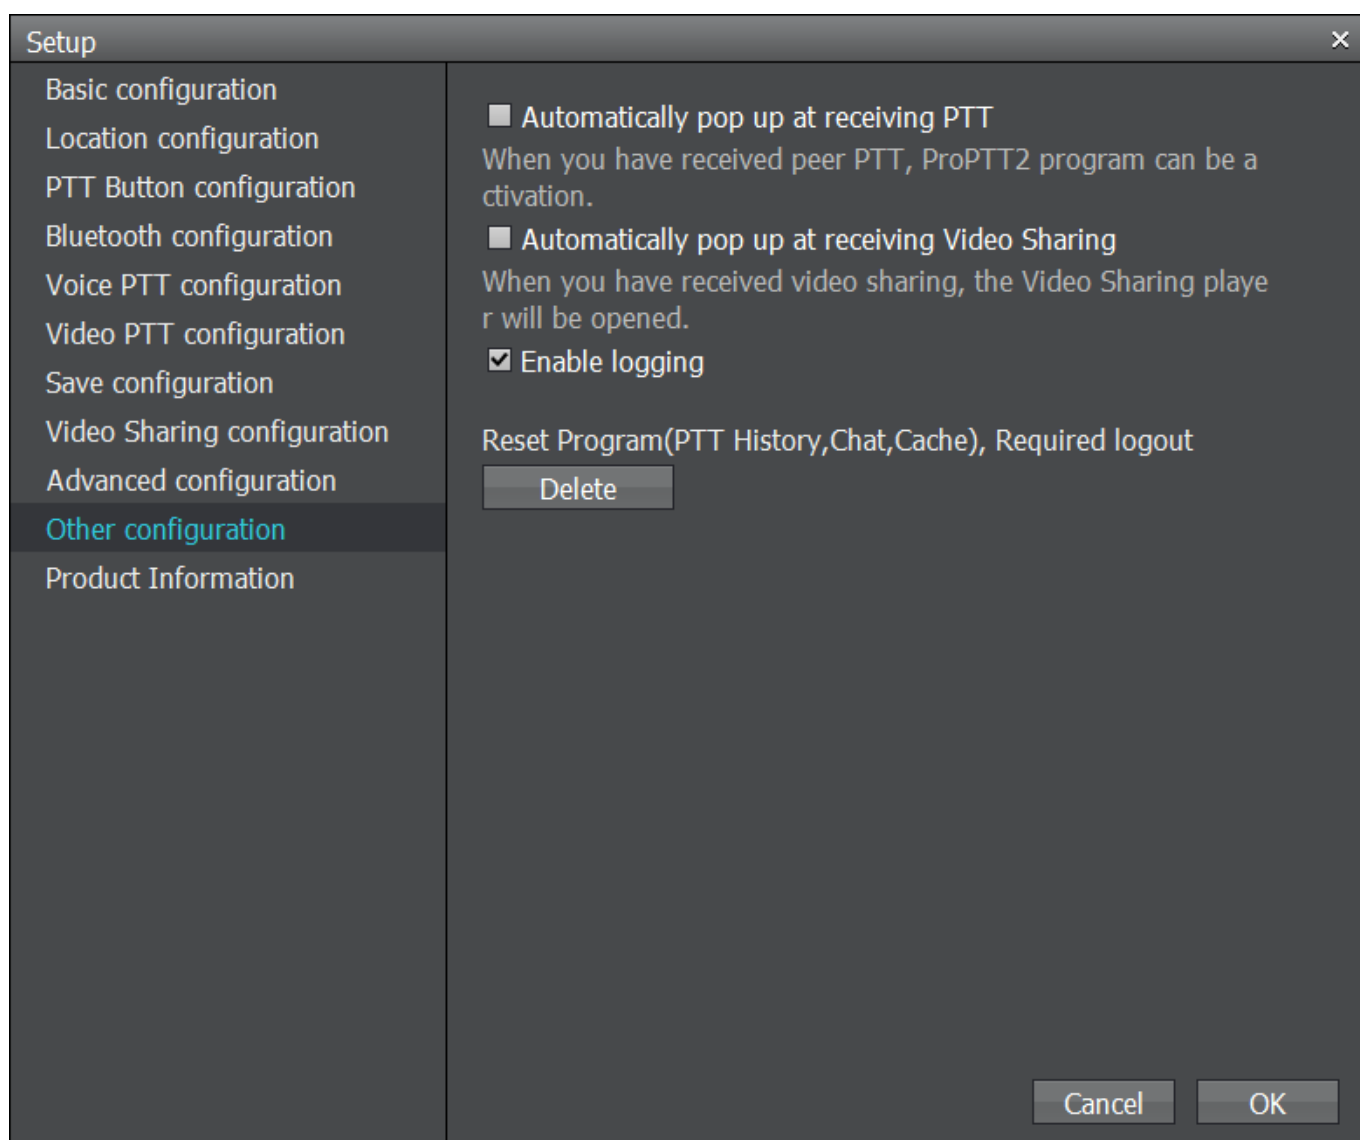 Setup
Basic configuration
Location configuration
PTT Button configuration
Bluetooth configuration
Voice PTT configuration
Video PTT configuration
Save configuration
Video Sharing configuration
Advanced configuration
Other configuration
Product Information
Automatically pop up at receiving PTT
When you have received peer PTT, ProPTT2 program can be a
ctivation.
Automatically pop up at receiving Video Sharing
When you have received video sharing, the Video Sharing playe
r will be opened.
Enable logging
Reset Program(PTT History,Chat,Cache), Required logout
Delete
Cancel
OK